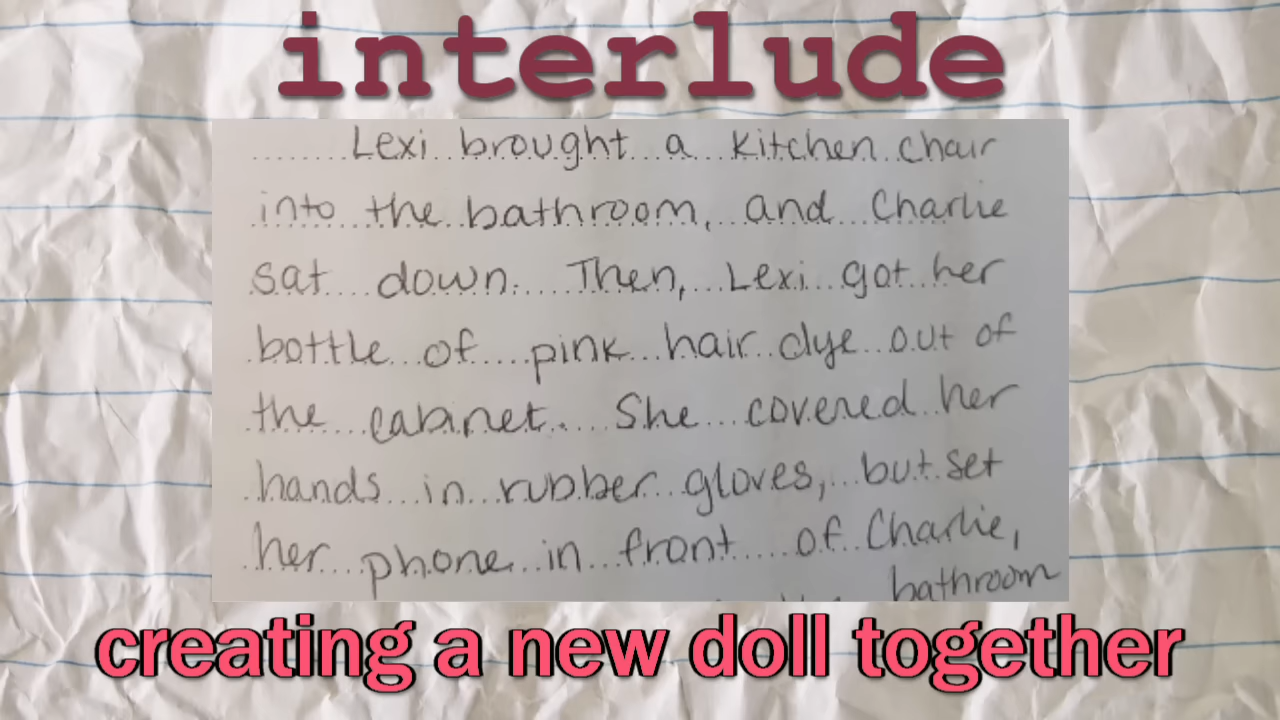 interlude
Lexi brought a kitchen chair
into the bathroom, and Charlie
sat down. Then, Lexi got her
bottle of pink hair dye out of
the cabinet. She covered her
hands in rubber gloves, but set
her phone in front of Charlie,
bathroom
creating a new doll together